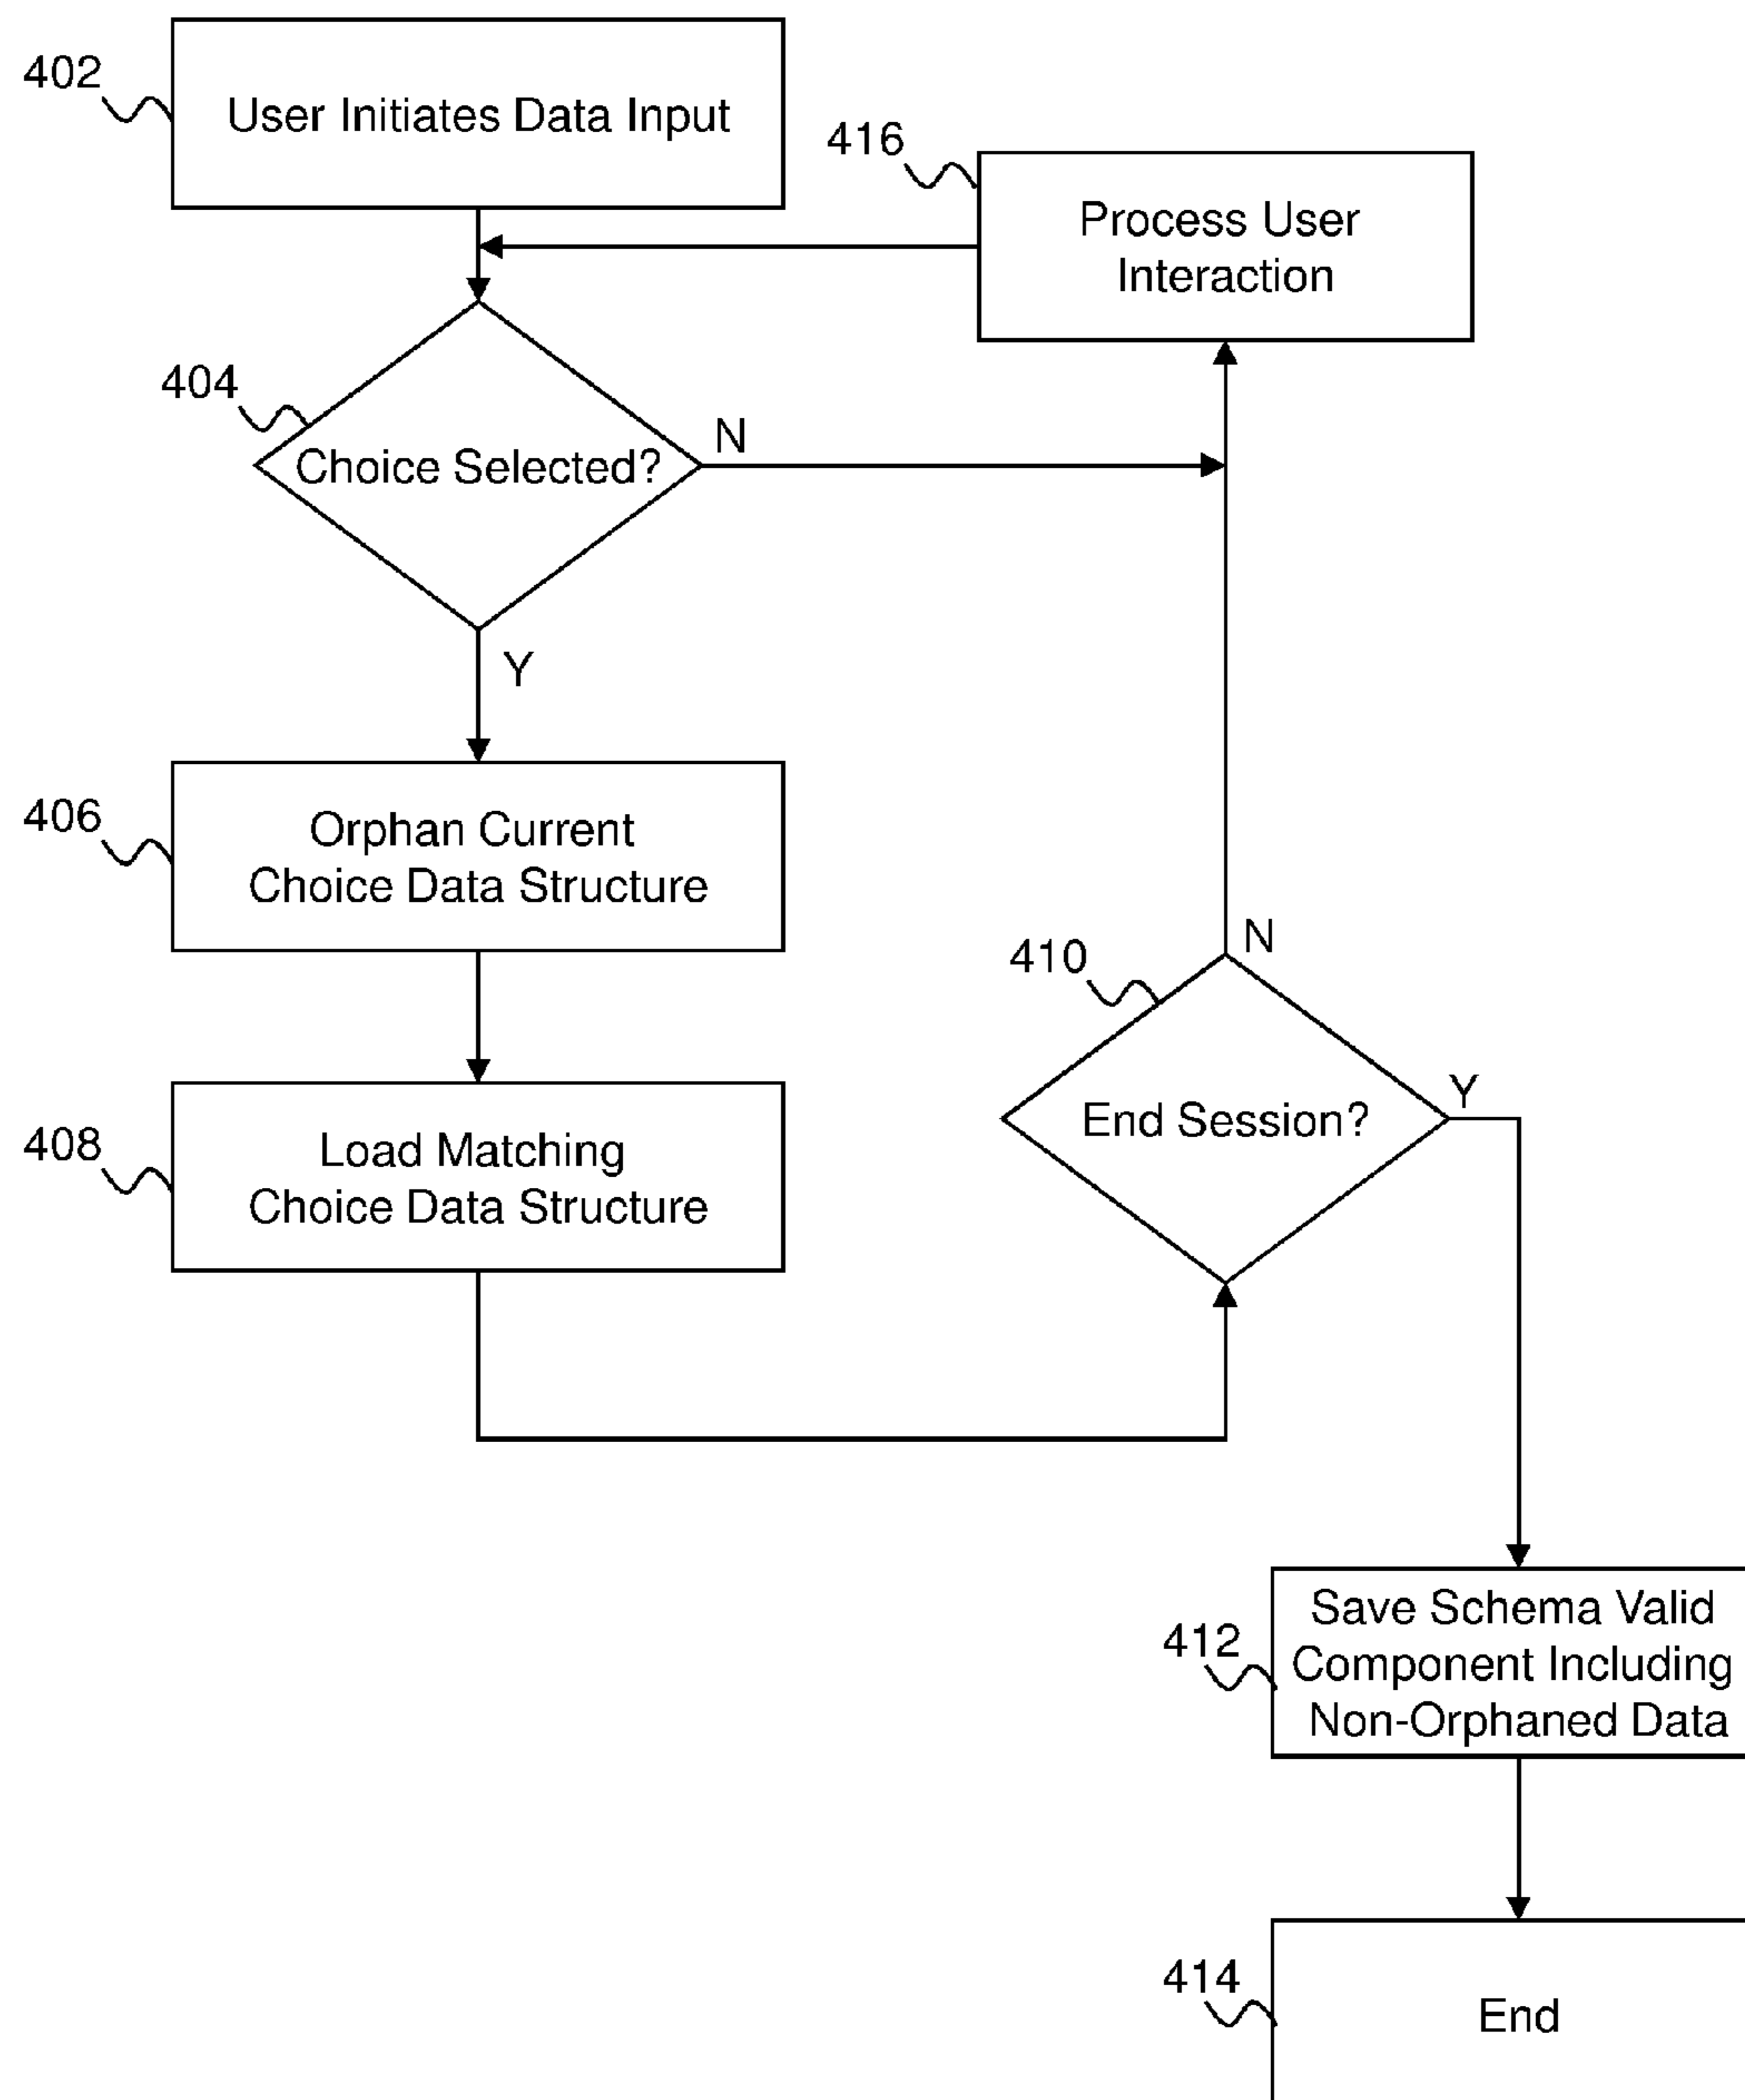 402
User Initiates Data Input
416
Process User
Interaction
404
Choice Selected?
N
Y
406
Orphan Current
Choice Data Structure
N
410
End Session?
Y
408
Load Matching
Choice Data Structure
412
Save Schema Valid
Component Including
Non-Orphaned Data
414
End